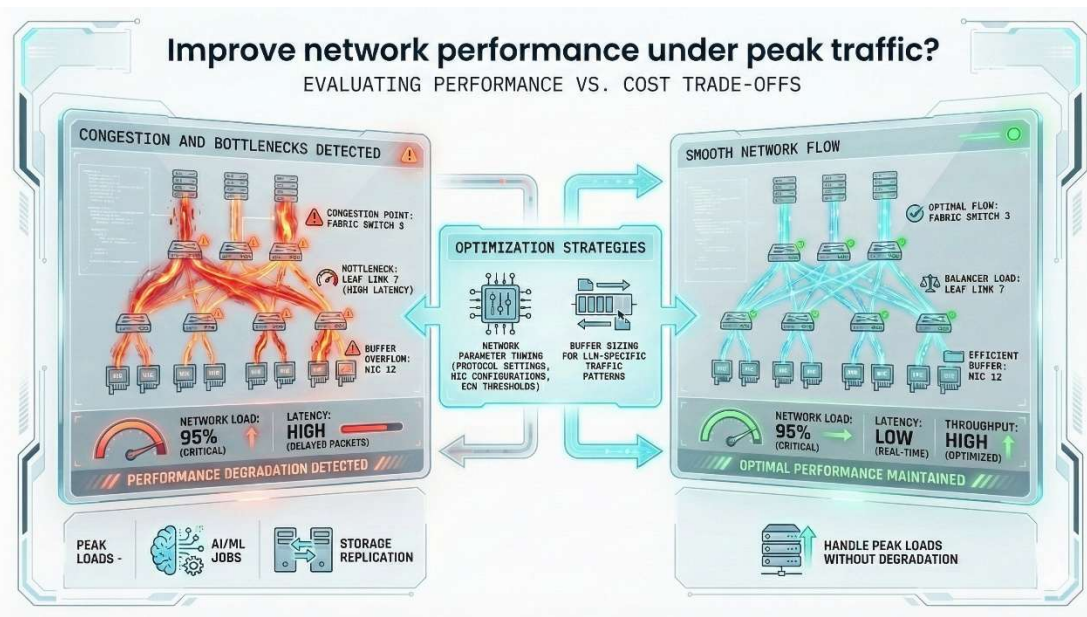 Improve network performance under peak traffic?
EVALUATING PERFORMANCE VS. COST TRADE-OFFS
CONGESTION AND BOTTLENECKS DETECTED
CONGESTION POINT:
FABRIC SWITCH 3
NOTTLENECK:
LEAF LINK 7
(HIGH LATENCY)
BUFFER
OVERFLOW:
NIC 12
NETWORK LOAD:
95%
(CRITICAL)
LATENCY:
HIGH
(DELAYED PACKETS)
PERFORMANCE DEGRADATION DETECTED
PEAK
LOADS -
AI/ML
JOBS
STORAGE
REPLICATION
OPTIMIZATION STRATEGIES
NETWORK
PARAMETER
(PROTOCOL SETTINGS,
HIC CONFIGURATIONS,
ECN THRESHOLDS)
BUFFER SIZING
FOR LLN-SPECIFIC
TRAFFIC
PATTERNS
SMOOTH NETWORK FLOW
OPTIMAL FLOW:
FABRIC SWITCH 3
BALANCER LOAD:
LEAF LINK 7
EFFICIENT
BUFFER: NIC 12
NETWORK LOAD:
95%
(CRITICAL)
LATENCY:
LOW
(REAL-TIME)
THROUGHPUT:
HIGH
(OPTIMIZED)
OPTIMAL PERFORMANCE MAINTAINED
HANDLE PEAK LOADS
WITHOUT DEGRADATION